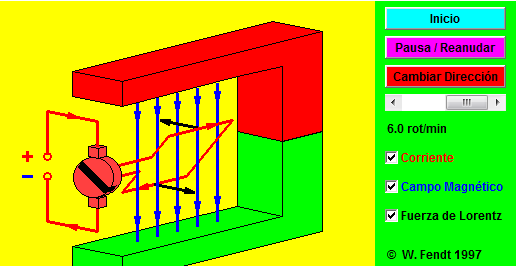 Inicio
Pausa / Reanudar
Cambiar Dirección
6.0 rot/min
Corriente
Campo Magnético
Fuerza de Lorentz
© W. Fendt 1997
+
−